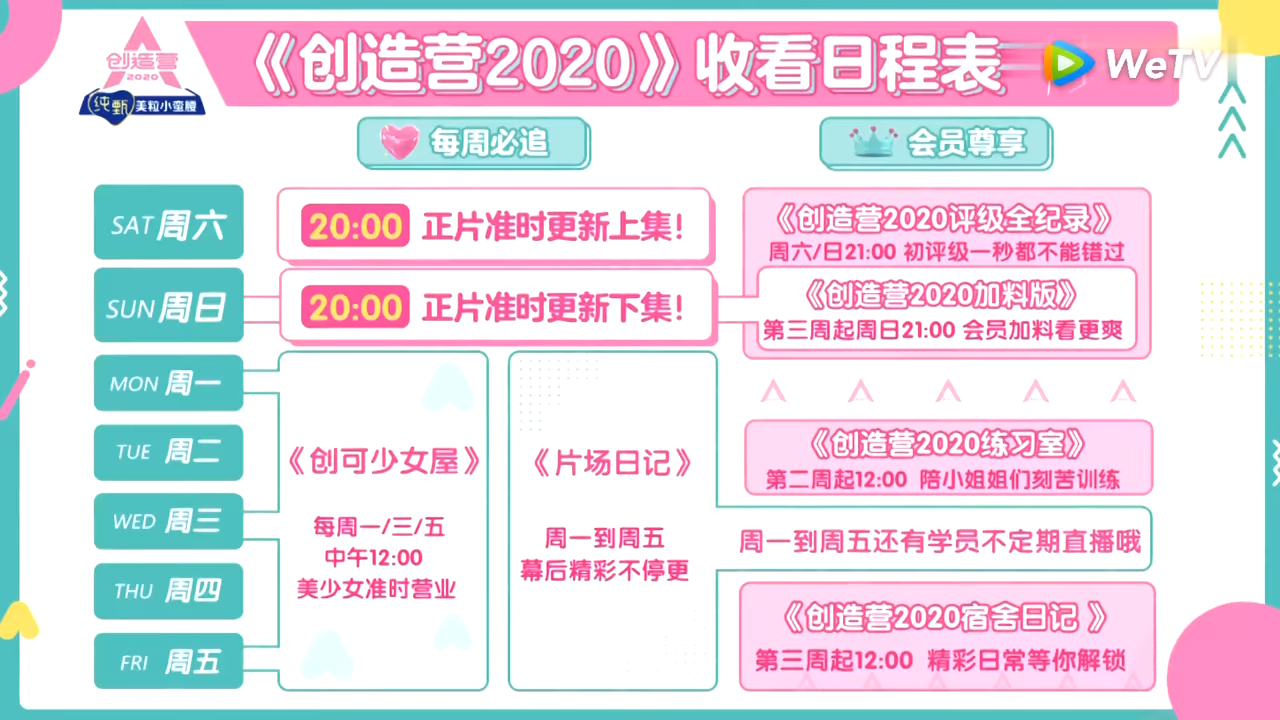 创造营
2020
纯甄 美粒小蛮腰
《创造营2020》收看日程表
WeTV
每周必追
会员尊享
SAT 周六
20:00 正片准时更新上集!
《创造营2020评级全纪录》
周六/日21:00 初评级一秒都不能错过
SUN 周日
20:00 正片准时更新下集!
《创造营2020加料版》
第三周起周日21:00 会员加料看更爽
MON 周一
TUE 周二
WED 周三
THU 周四
FRI 周五
《创可少女屋》
每周一/三/五
中午12:00
美少女准时营业
《片场日记》
周一到周五
幕后精彩不停更
《创造营2020练习室》
第二周起12:00 陪小姐姐们刻苦训练
周一到周五还有学员不定期直播哦
《创造营2020宿舍日记 》
第三周起12:00 精彩日常等你解锁